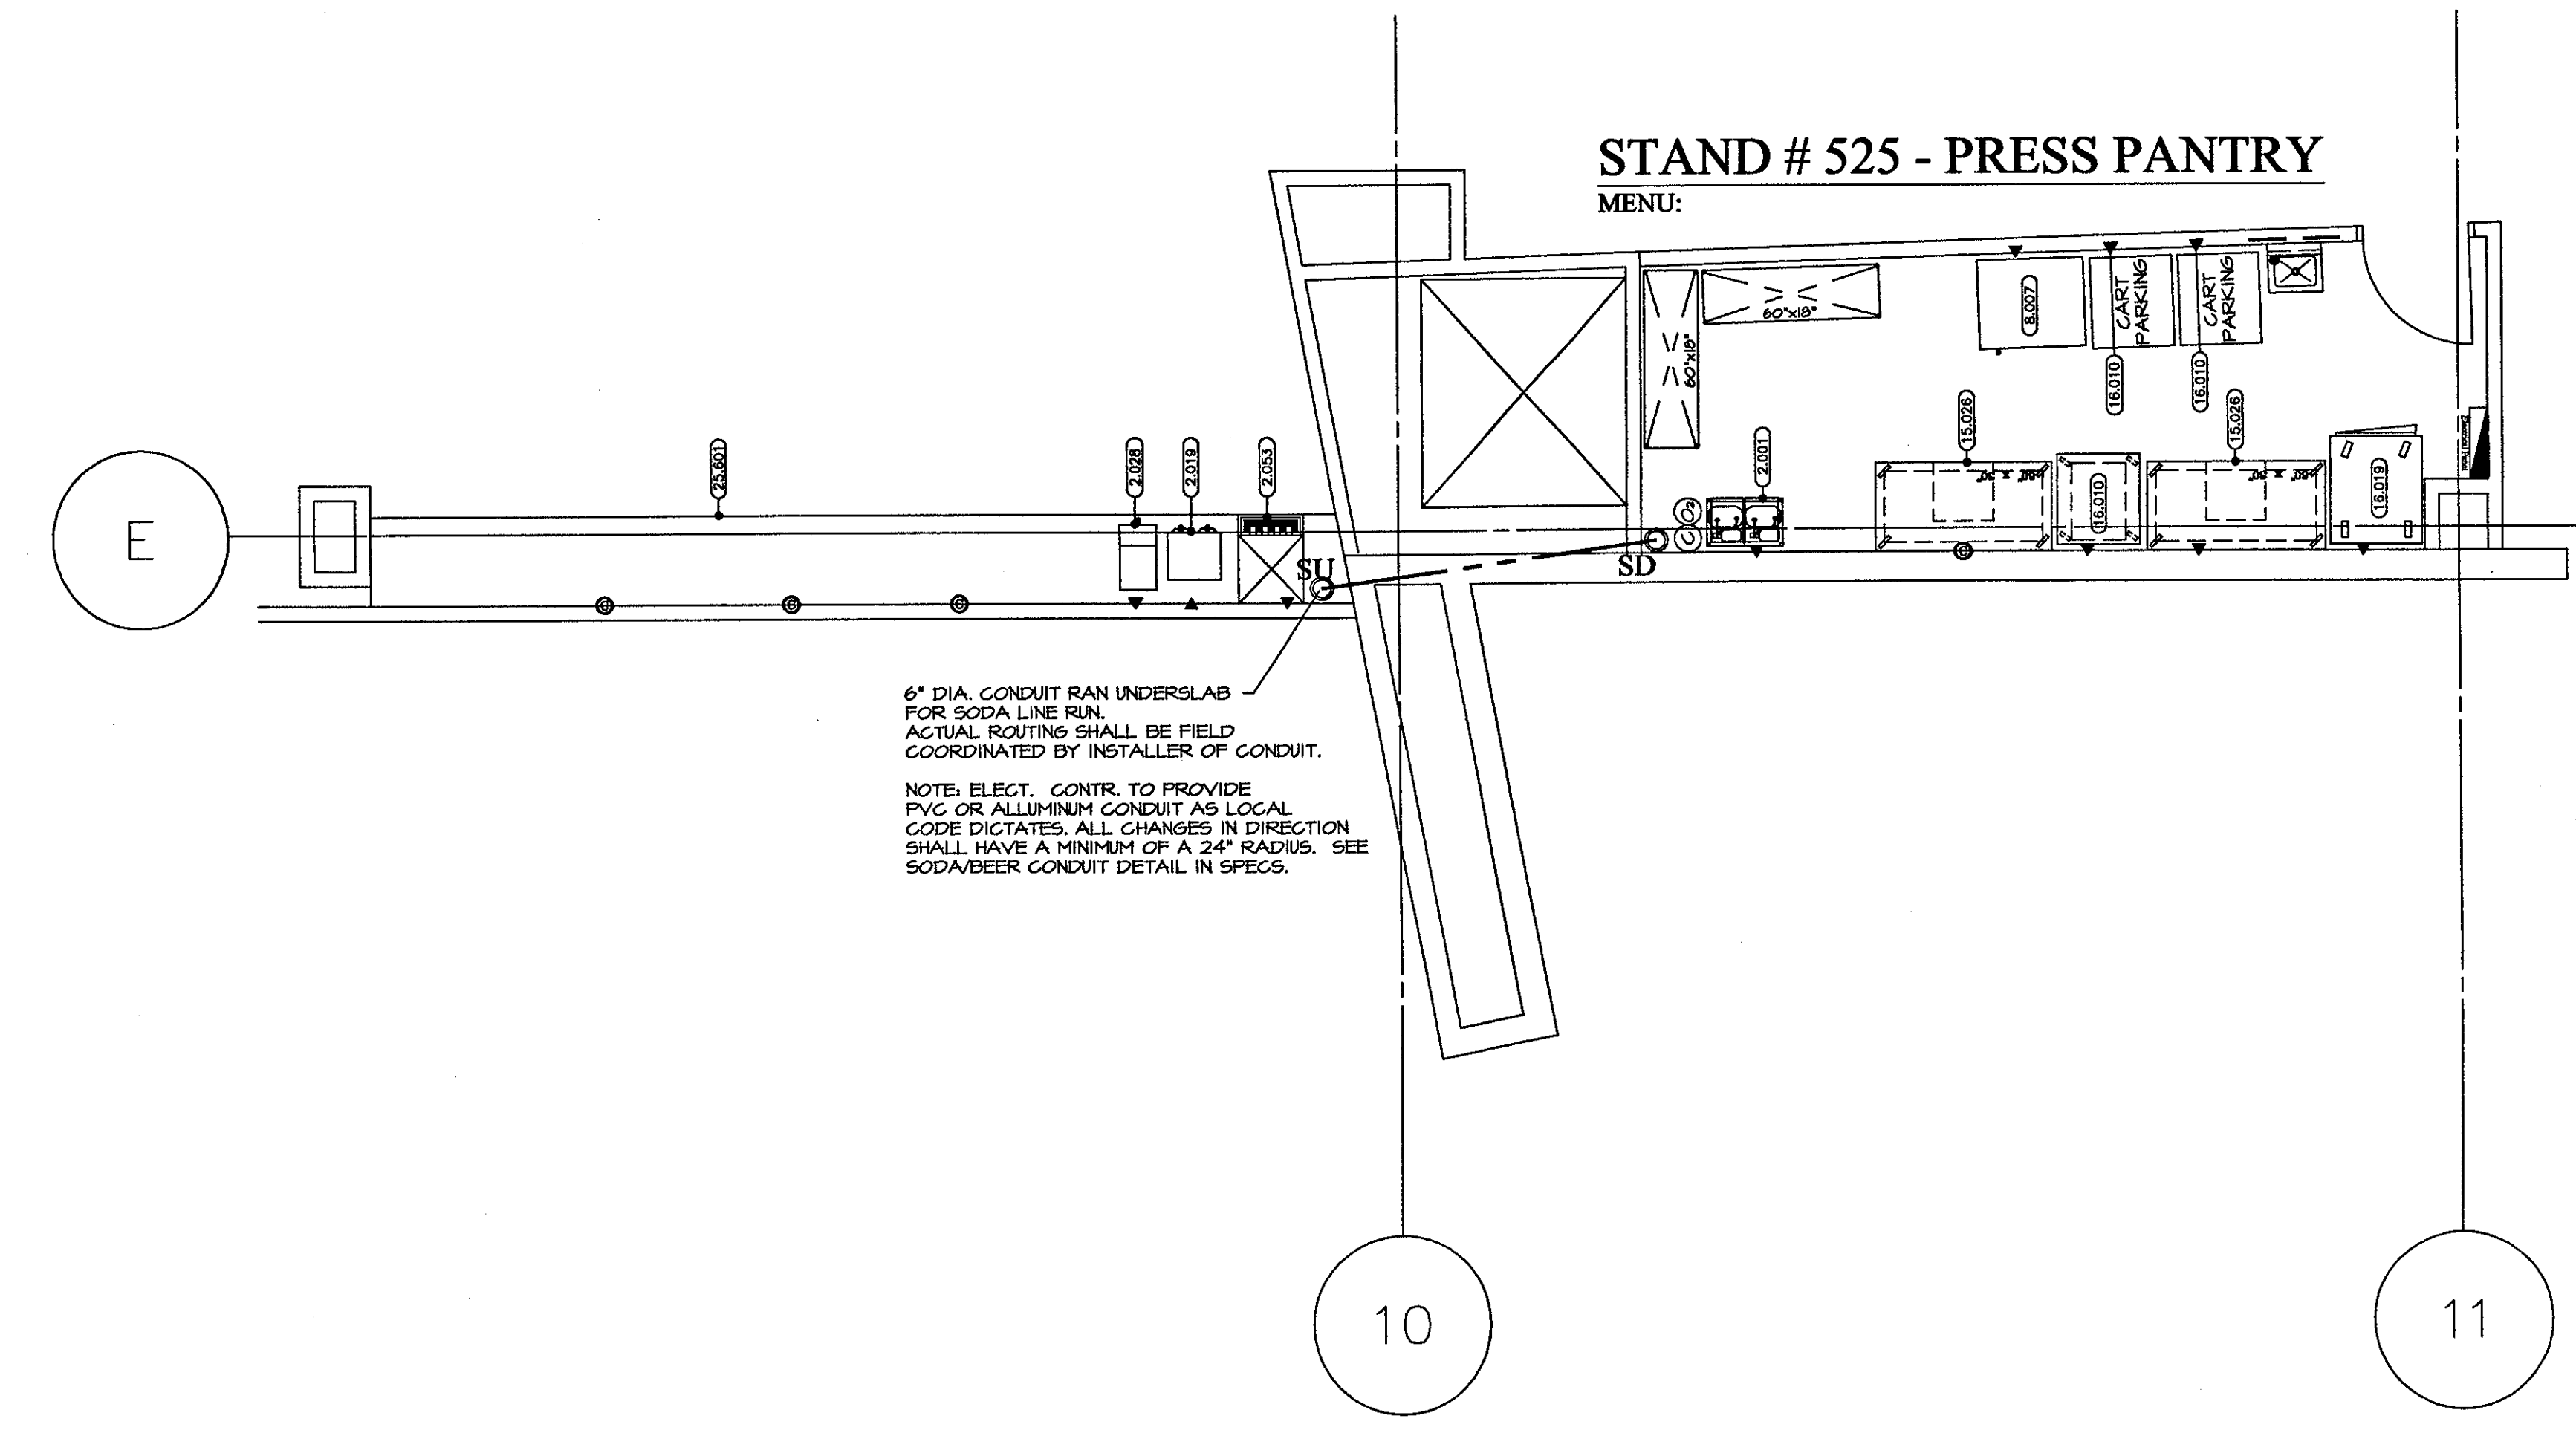 STAND # 525 - PRESS PANTRY
MENU:
60"x18"
60"x18"
8.007
CART
PARKING
CART
PARKING
16.010
16.010
15.026
15.026
2.001
25.601
2.028
2.019
2.053
16.010
16.019
CO2
SU
SD
E
6" DIA. CONDUIT RAN UNDERSLAB
FOR SODA LINE RUN.
ACTUAL ROUTING SHALL BE FIELD
COORDINATED BY INSTALLER OF CONDUIT.
NOTE: ELECT. CONTR. TO PROVIDE
PVC OR ALLUMINUM CONDUIT AS LOCAL
CODE DICTATES. ALL CHANGES IN DIRECTION
SHALL HAVE A MINIMUM OF A 24" RADIUS. SEE
SODA/BEER CONDUIT DETAIL IN SPECS.
10
11